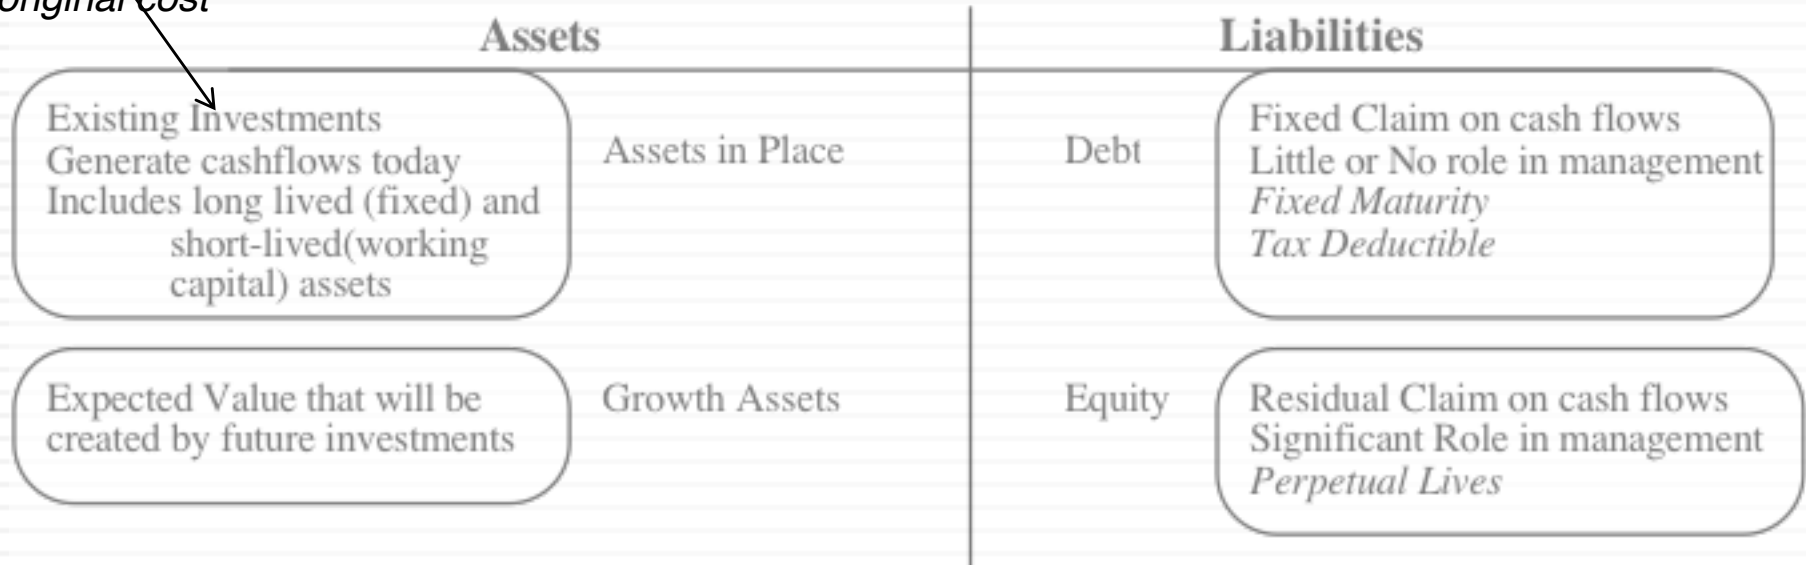 original cost
Assets
Liabilities
Existing Investments
Generate cashflows today
Includes long lived (fixed) and
short-lived(working
capital) assets
Assets in Place
Debt
Fixed Claim on cash flows
Little or No role in management
Fixed Maturity
Tax Deductible
Expected Value that will be
created by future investments
Growth Assets
Equity
Residual Claim on cash flows
Significant Role in management
Perpetual Lives